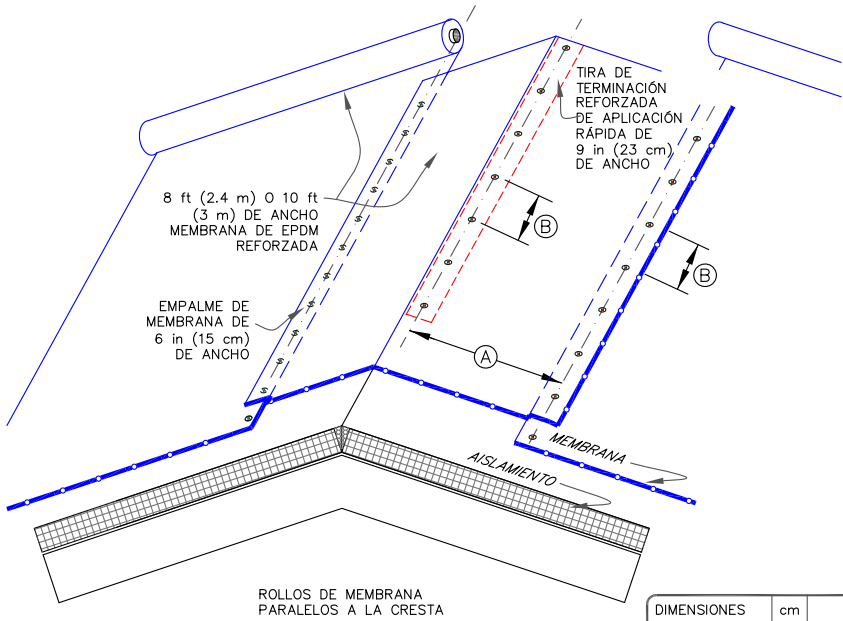 TIRA DE
TERMINACIÓN
REFORZADA
DE APLICACIÓN
RÁPIDA DE
9 in (23 cm)
DE ANCHO
8 ft (2.4 m) O 10 ft
(3 m) DE ANCHO
MEMBRANA DE EPDM
REFORZADA
B
B
EMPALME DE
MEMBRANA DE
6 in (15 cm)
DE ANCHO
A
MEMBRANA
AISLAMIENTO
ROLLOS DE MEMBRANA
PARALELOS A LA CRESTA
DIMENSIONES cm